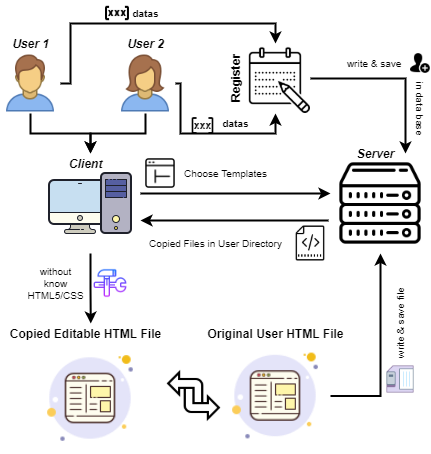 [xxx] datas
User 1
User 2
Register
write & save
in data base
[xxx] datas
Client
Server
Choose Templates
Copied Files in User Directory
</>
without
know
HTML5/CSS
write & save file
Copied Editable HTML File
Original User HTML File